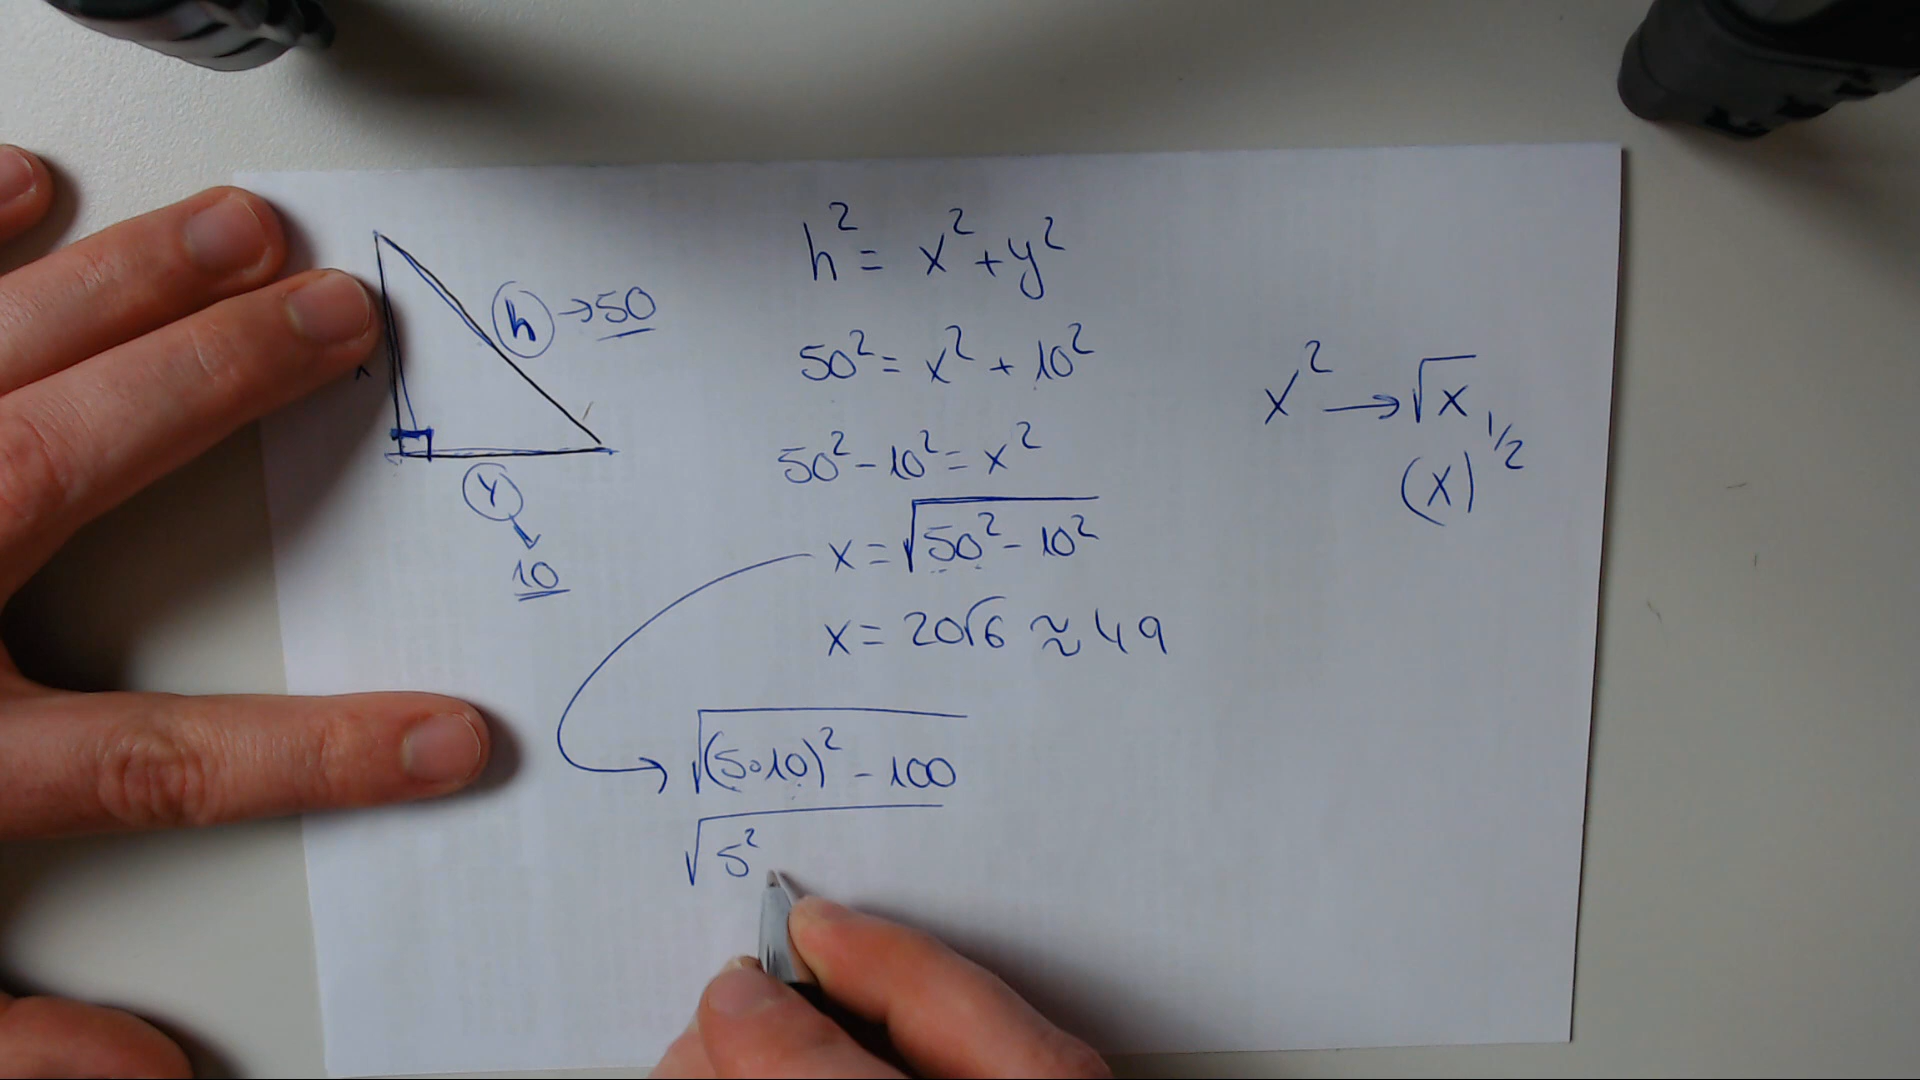 h → 50
y
10
x
h² = x² + y²
50² = x² + 10²
50² - 10² = x²
x = √50² - 10²
x = 20√6 ≈ 49
√(5·10)² - 100
√5²
x² → √x
(x)^1/2